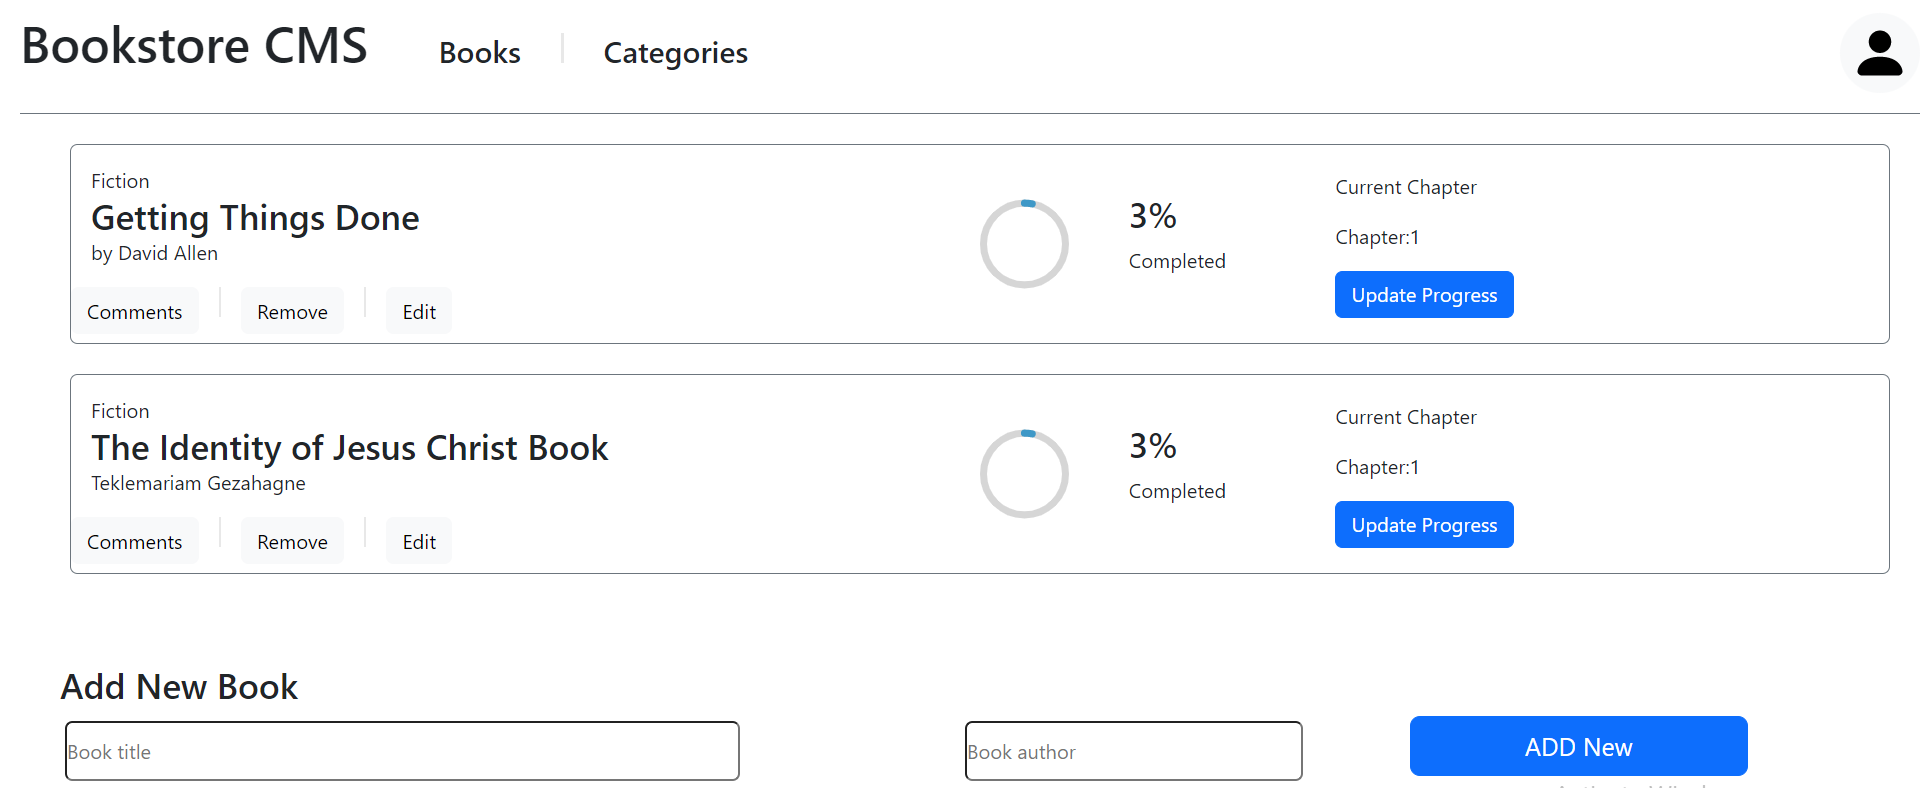 Bookstore CMS Books Categories
Fiction
Getting Things Done
by David Allen
Comments Remove Edit
3%
Completed
Current Chapter
Chapter:1
Update Progress
Fiction
The Identity of Jesus Christ Book
Teklemariam Gezahagne
Comments Remove Edit
3%
Completed
Current Chapter
Chapter:1
Update Progress
Add New Book
Book title Book author ADD New